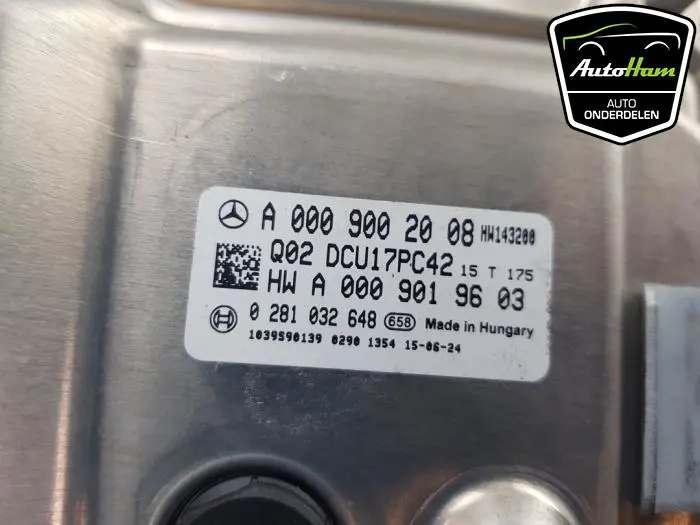 AutoHam
AUTO
ONDERDELEN
A 000 900 20 08 HW143200
Q02 DCU17PC42 15 T 175
HW A 000 901 96 03
0 281 032 648 658 Made in Hungary
1039S90139 0290 1354 15-06-24